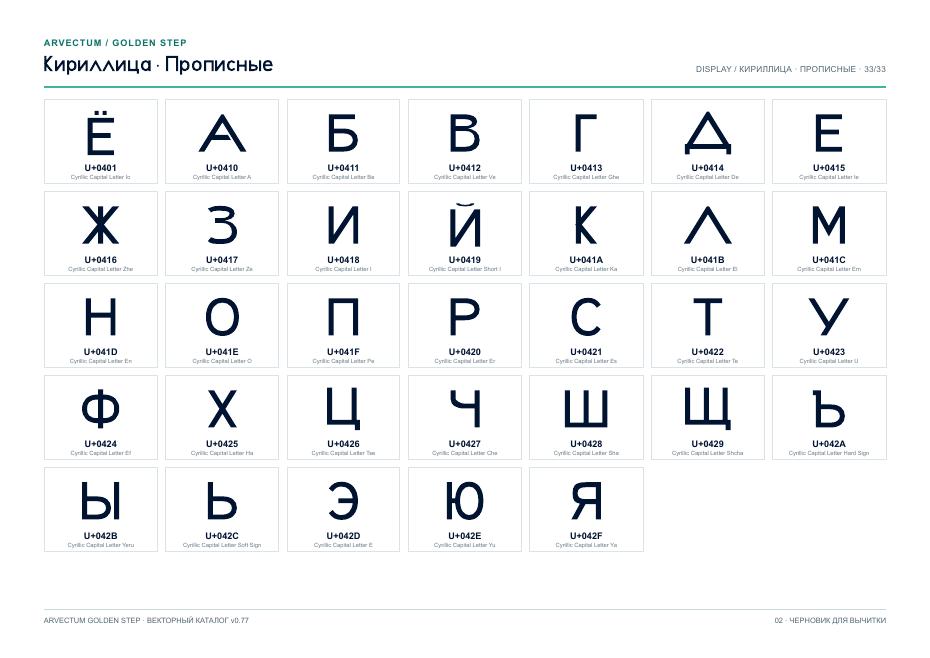 ARVECTUM / GOLDEN STEP
Кириллица · Прописные
DISPLAY / КИРИЛЛИЦА · ПРОПИСНЫЕ · 33/33
Ё А Б В Г Д Е
U+0401 U+0410 U+0411 U+0412 U+0413 U+0414 U+0415
Cyrillic Capital Letter Io Cyrillic Capital Letter A Cyrillic Capital Letter Be Cyrillic Capital Letter Ve Cyrillic Capital Letter Ghe Cyrillic Capital Letter De Cyrillic Capital Letter Ie
Ж З И Й К Л М
U+0416 U+0417 U+0418 U+0419 U+041A U+041B U+041C
Cyrillic Capital Letter Zhe Cyrillic Capital Letter Ze Cyrillic Capital Letter I Cyrillic Capital Letter Short I Cyrillic Capital Letter Ka Cyrillic Capital Letter El Cyrillic Capital Letter Em
Н О П Р С Т У
U+041D U+041E U+041F U+0420 U+0421 U+0422 U+0423
Cyrillic Capital Letter En Cyrillic Capital Letter O Cyrillic Capital Letter Pe Cyrillic Capital Letter Er Cyrillic Capital Letter Es Cyrillic Capital Letter Te Cyrillic Capital Letter U
Ф Х Ц Ч Ш Щ Ъ
U+0424 U+0425 U+0426 U+0427 U+0428 U+0429 U+042A
Cyrillic Capital Letter Ef Cyrillic Capital Letter Ha Cyrillic Capital Letter Tse Cyrillic Capital Letter Che Cyrillic Capital Letter Sha Cyrillic Capital Letter Shcha Cyrillic Capital Letter Hard Sign
Ы Ь Э Ю Я
U+042B U+042C U+042D U+042E U+042F
Cyrillic Capital Letter Yeru Cyrillic Capital Letter Soft Sign Cyrillic Capital Letter E Cyrillic Capital Letter Yu Cyrillic Capital Letter Ya
ARVECTUM GOLDEN STEP · ВЕКТОРНЫЙ КАТАЛОГ v0.77
02 · ЧЕРНОВИК ДЛЯ ВЫЧИТКИ